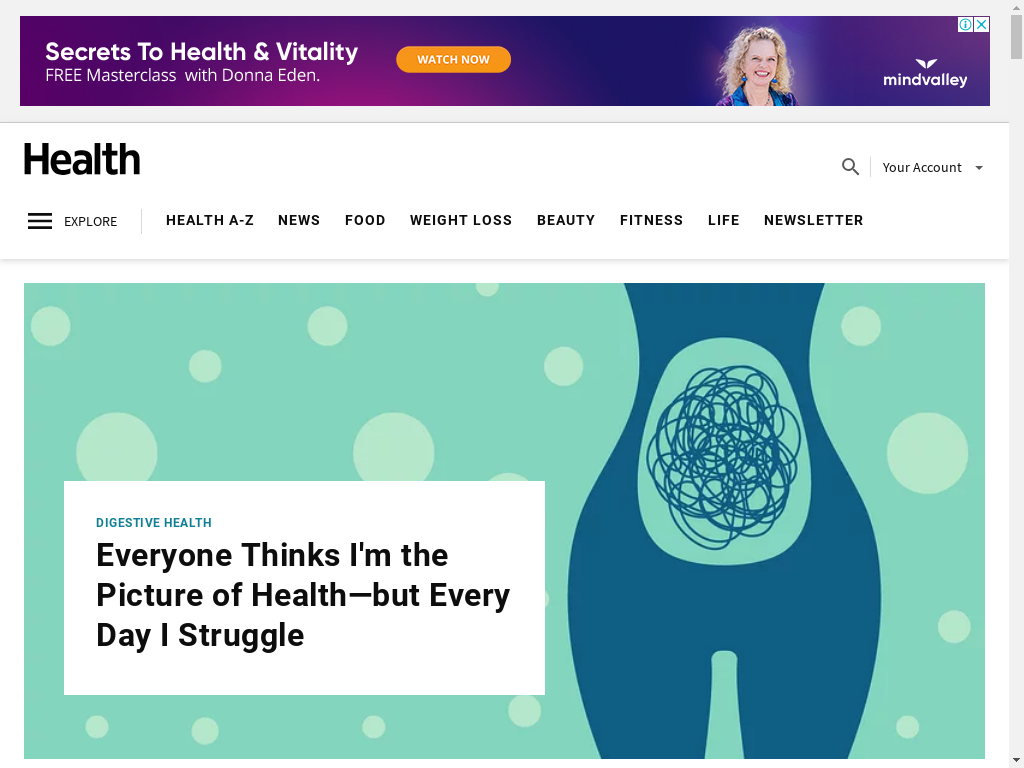 Secrets To Health & Vitality
FREE Masterclass with Donna Eden.
WATCH NOW
mindvalley
Health
Your Account
EXPLORE
HEALTH A-Z
NEWS
FOOD
WEIGHT LOSS
BEAUTY
FITNESS
LIFE
NEWSLETTER
DIGESTIVE HEALTH
Everyone Thinks I'm the
Picture of Health—but Every
Day I Struggle